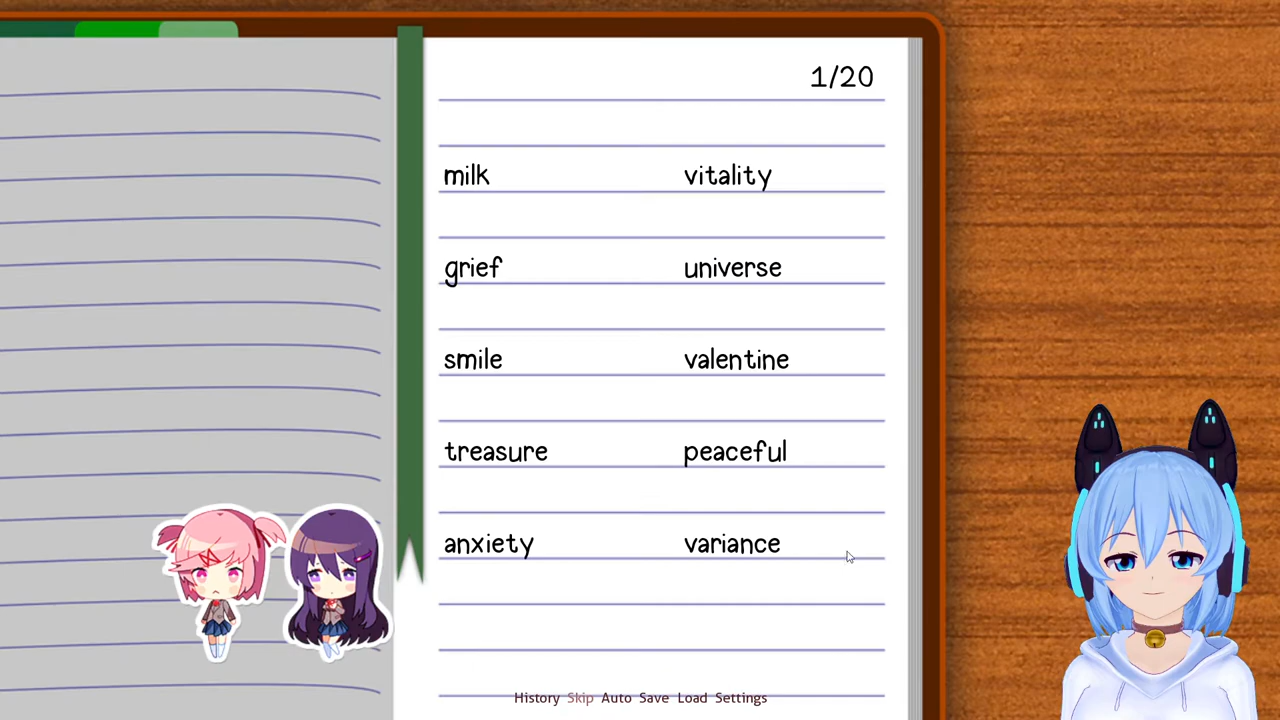 1/20
milk vitality
grief universe
smile valentine
treasure peaceful
anxiety variance
History Skip Auto Save Load Settings